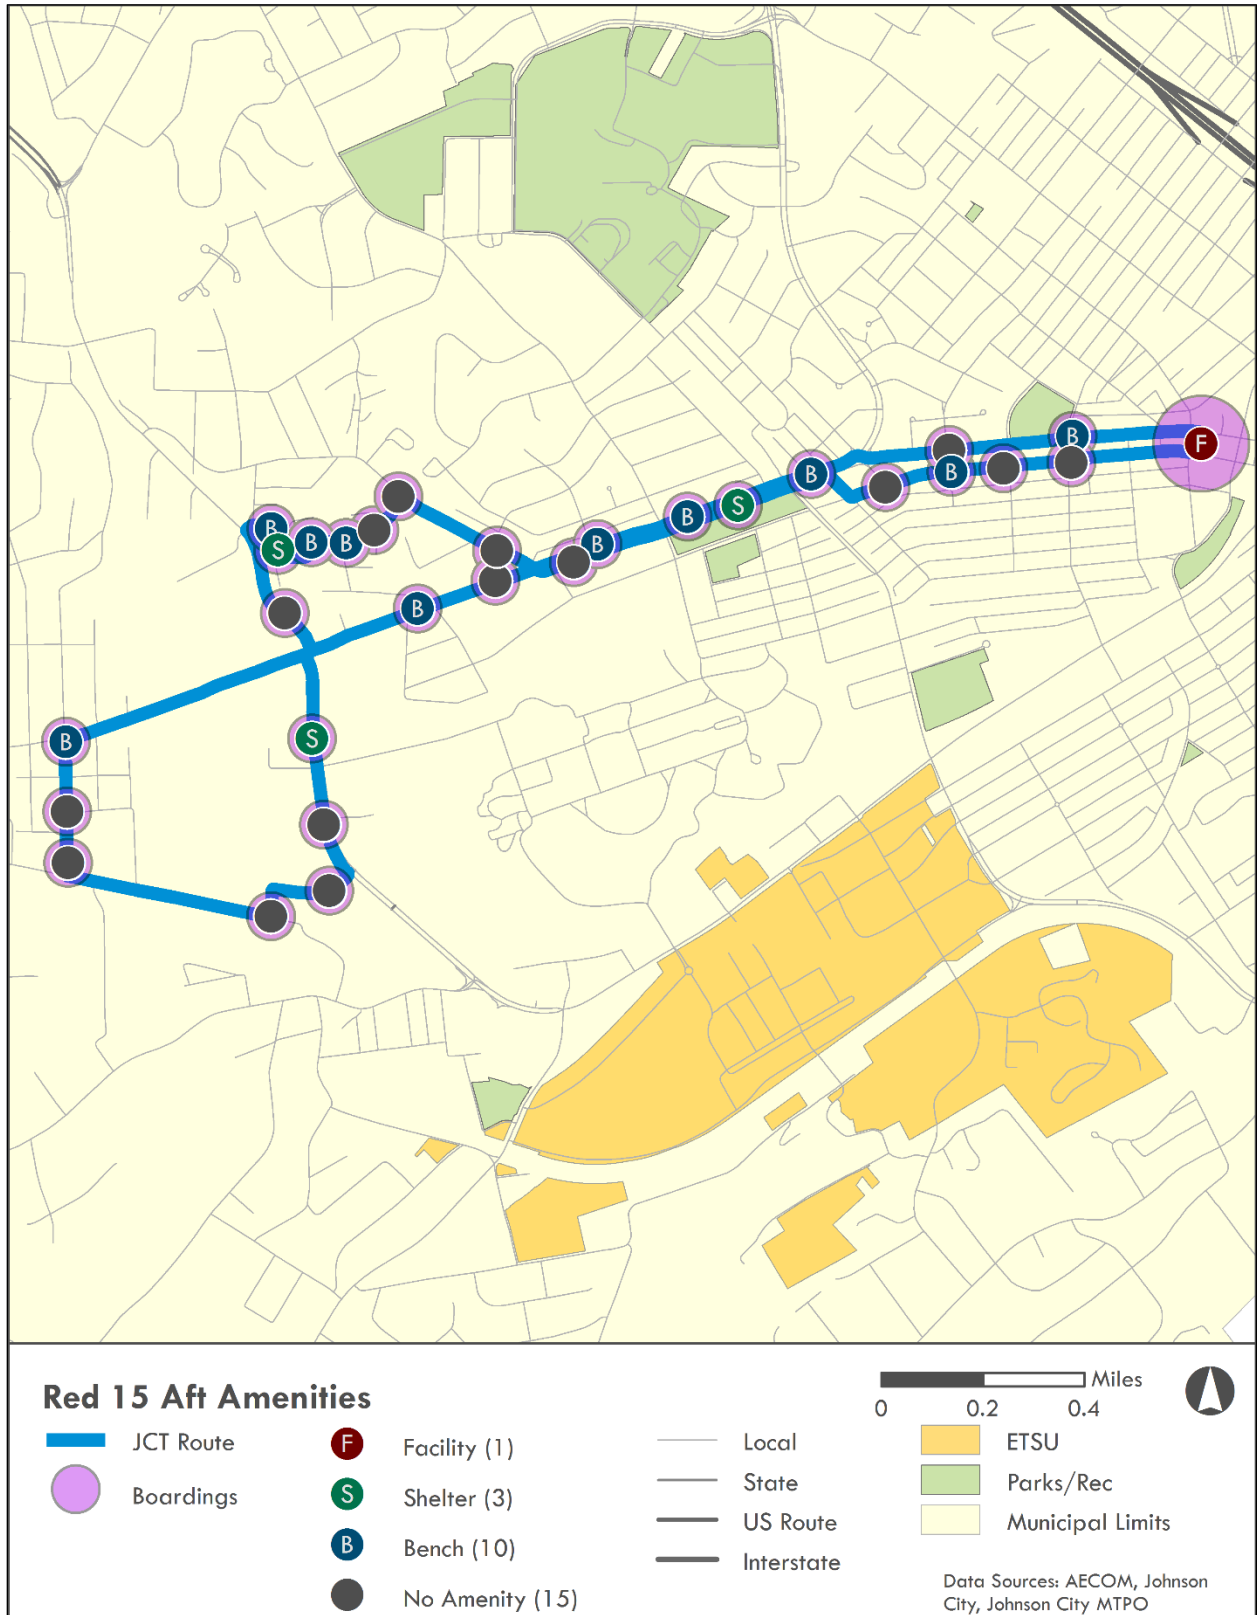 B
F
B
B
S
B
B
B
S
B
B
B
B
S
Red 15 Aft Amenities
JCT Route
Boardings
F Facility (1)
S Shelter (3)
B Bench (10)
No Amenity (15)
Local
State
US Route
Interstate
Miles
0 0.2 0.4
ETSU
Parks/Rec
Municipal Limits
Data Sources: AECOM, Johnson
City, Johnson City MTPO